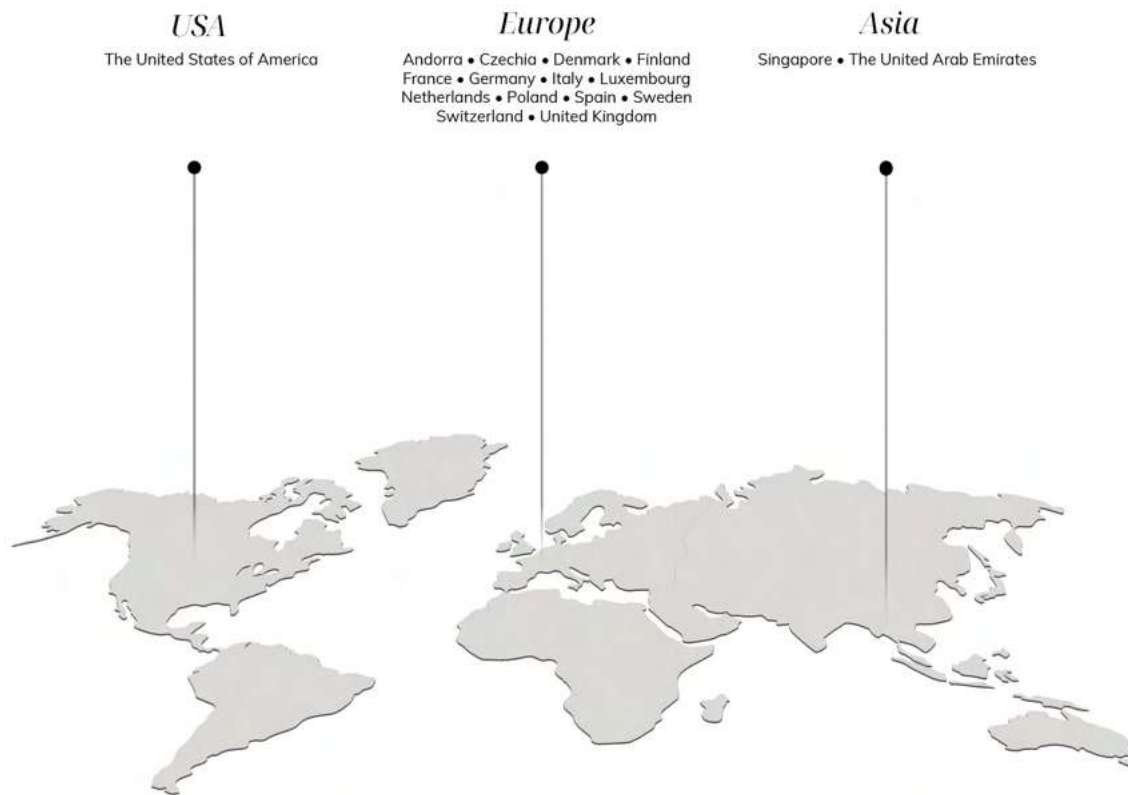 USA
The United States of America
Europe
Andorra • Czechia • Denmark • Finland
France • Germany • Italy • Luxembourg
Netherlands • Poland • Spain • Sweden
Switzerland • United Kingdom
Asia
Singapore • The United Arab Emirates